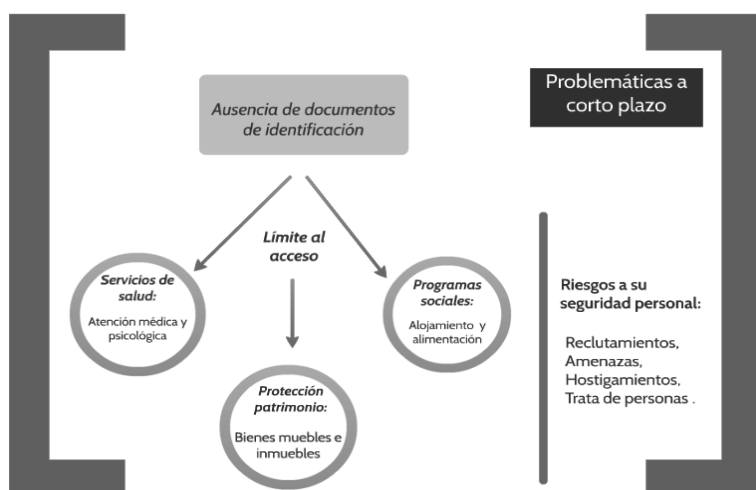 Problemáticas a
corto plazo
Ausencia de documentos
de identificación
Límite al
acceso
Servicios de
salud:
Atención médica y
psicológica
Programas
sociales:
Alojamiento y
alimentación
Protección
patrimonio:
Bienes muebles e
inmuebles
Riesgos a su
seguridad personal:
Reclutamientos,
Amenazas,
Hostigamientos,
Trata de personas .